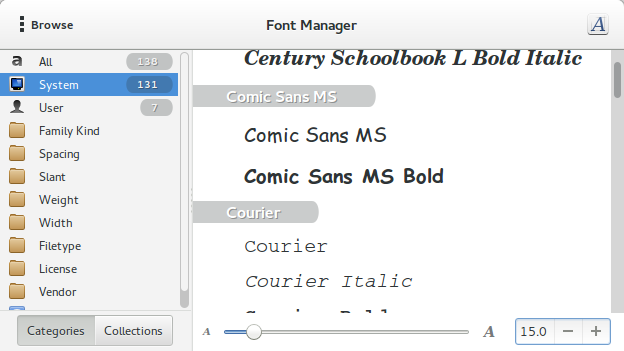 Browse
Font Manager
A
a All 138
System 131
User 7
Family Kind
Spacing
Slant
Weight
Width
Filetype
License
Vendor
Categories Collections
Century Schoolbook L Bold Italic
Comic Sans MS
Comic Sans MS
Comic Sans MS Bold
Courier
Courier
Courier Italic
Courier Bold
A A 15.0 − +